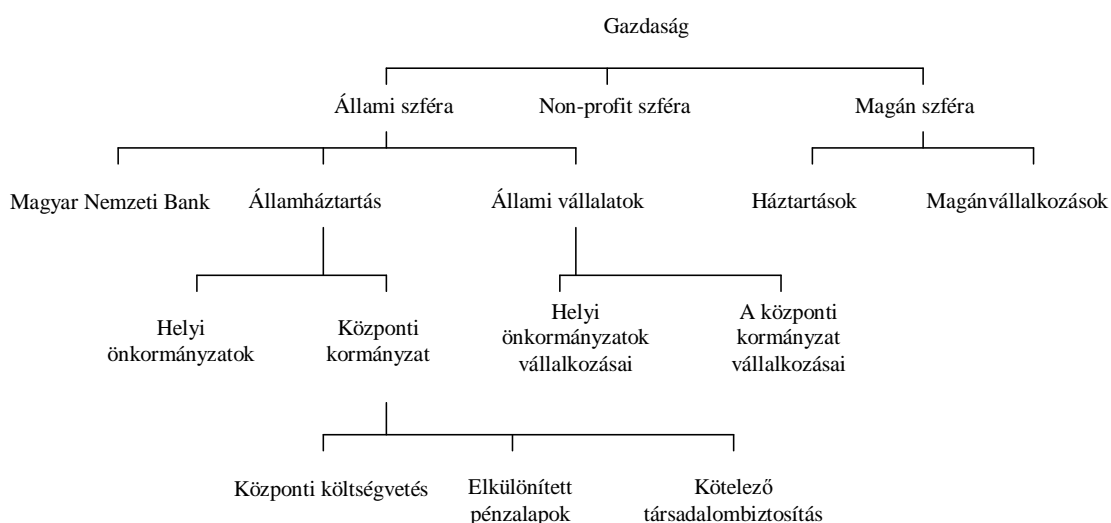 Gazdaság
Állami szféra
Non-profit szféra
Magán szféra
Magyar Nemzeti Bank
Államháztartás
Állami vállalatok
Háztartások
Magánvállalkozások
Helyi
önkormányzatok
Központi
kormányzat
Helyi
önkormányzatok
vállalkozásai
A központi
kormányzat
vállalkozásai
Központi költségvetés
Elkülönített
pénzalapok
Kötelező
társadalombiztosítás